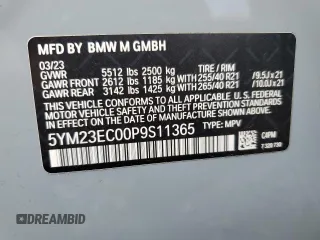 MFD BY BMW M GMBH
03/23
GVWR 5512 lbs 2500 kg TIRE / RIM
GAWR FRONT 2612 lbs 1185 kg with 255/40 R21 /9.5J x 21
GAWR REAR 3142 lbs 1425 kg with 265/40 R21 /10.0J x 21
THIS VEHICLE CONFORMS TO ALL APPLICABLE FEDERAL
MOTOR VEHICLE SAFETY, BUMPER AND THEFT PREVENTION
STANDARDS IN EFFECT ON THE DATE OF MANUFACTURE
SHOWN ABOVE.
5YM23EC00P9S11365 TYPE: MPV
C4PM
DREAMBID